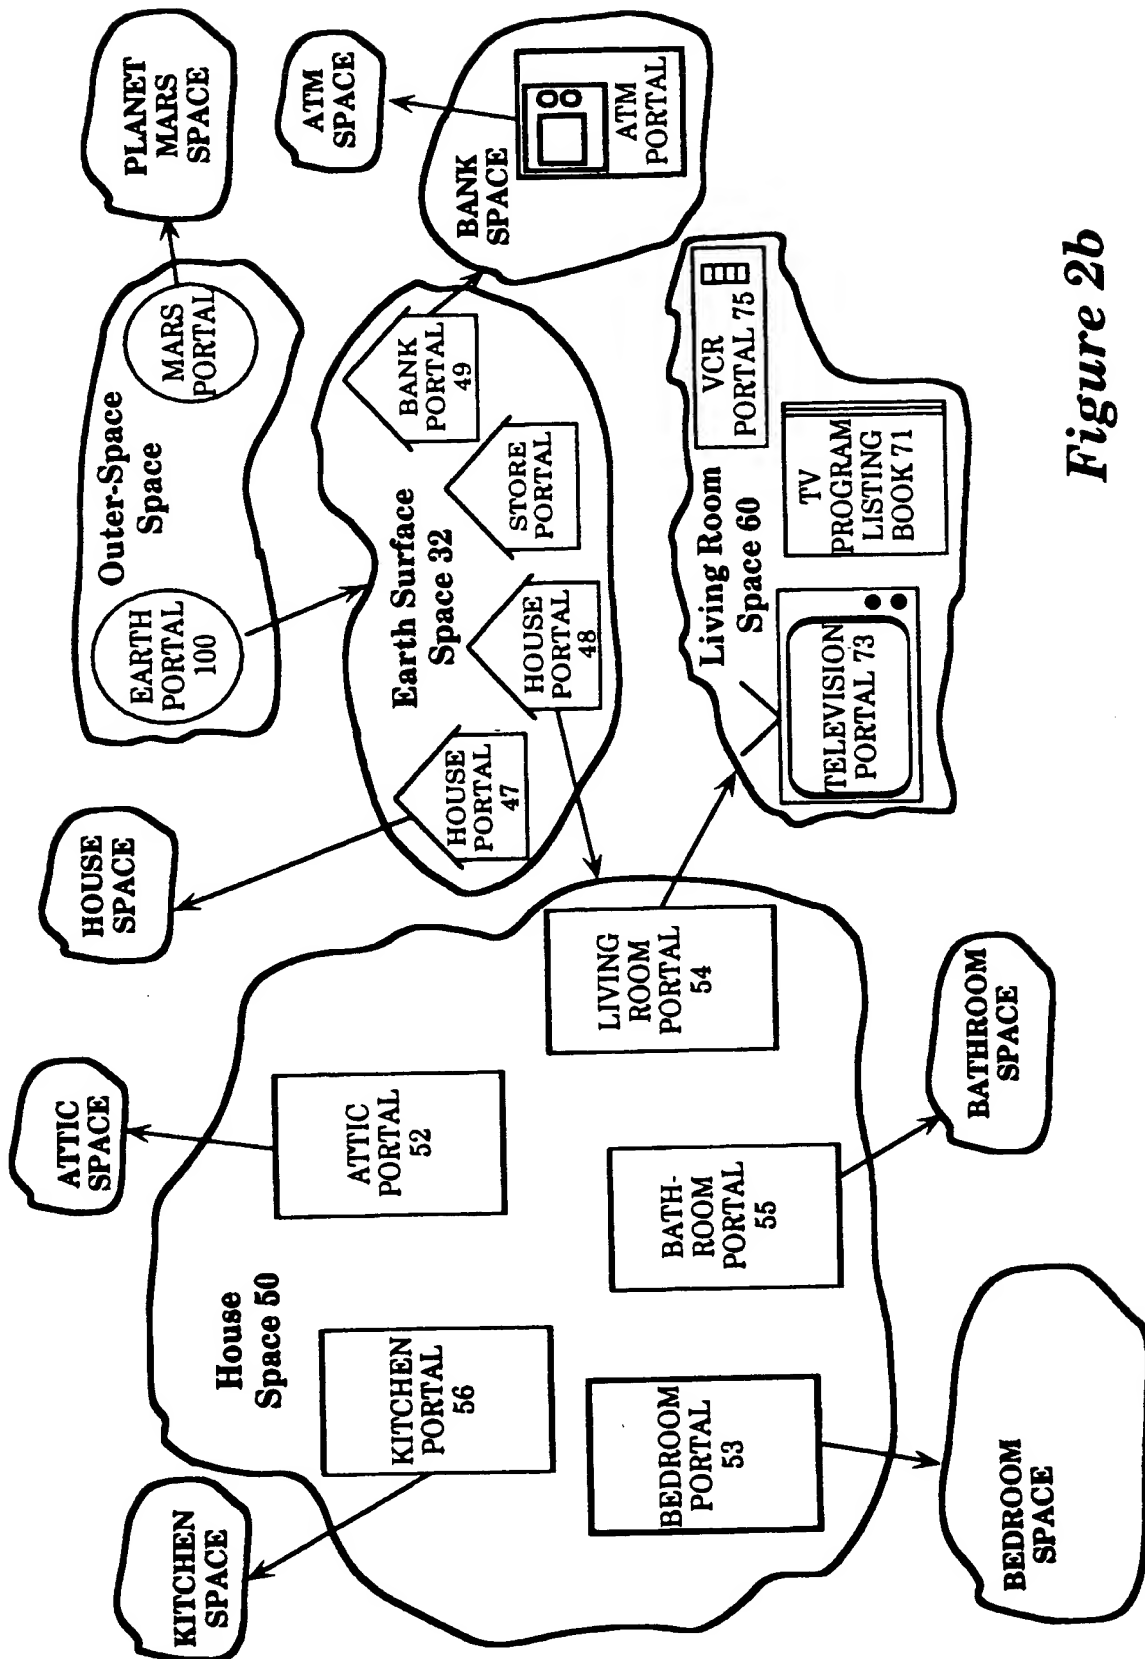 KITCHEN
SPACE
ATTIC
SPACE
HOUSE
SPACE
PLANET
MARS
SPACE
ATM
SPACE
House
Space 50
KITCHEN
PORTAL
56
ATTIC
PORTAL
52
BEDROOM
PORTAL
53
BATH-
ROOM
PORTAL
55
LIVING
ROOM
PORTAL
54
BEDROOM
SPACE
BATHROOM
SPACE
Outer-Space
Space
EARTH
PORTAL
100
MARS
PORTAL
Earth Surface
Space 32
HOUSE
PORTAL
47
HOUSE
PORTAL
48
STORE
PORTAL
BANK
PORTAL
49
BANK
SPACE
ATM
PORTAL
Living Room
Space 60
TELEVISION
PORTAL 73
TV
PROGRAM
LISTING
BOOK 71
VCR
PORTAL 75
Figure 2b